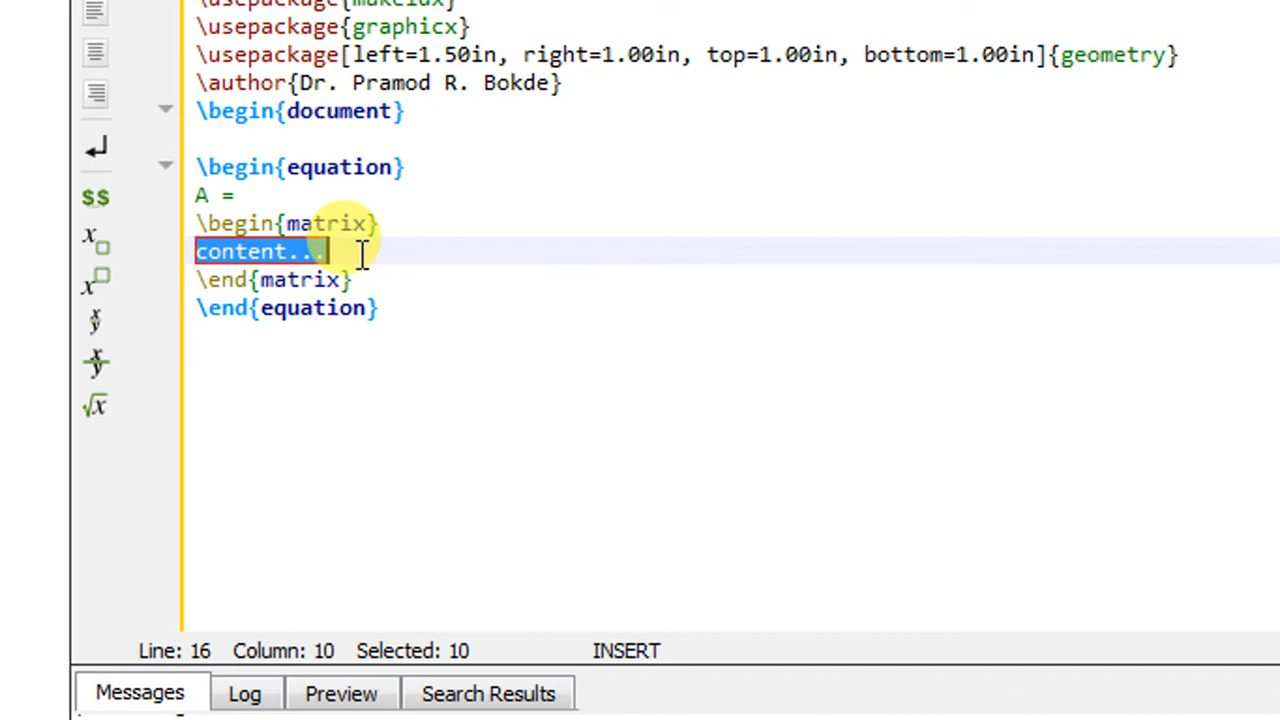 \usepackage{makeidx}
\usepackage{graphicx}
\usepackage[left=1.50in, right=1.00in, top=1.00in, bottom=1.00in]{geometry}
\author{Dr. Pramod R. Bokde}
\begin{document}
\begin{equation}
$$
A =
\begin{matrix}
x
content...
\end{matrix}
x
\end{equation}
x/y
x/y
√x
Line: 16 Column: 10 Selected: 10 INSERT
Messages Log Preview Search Results